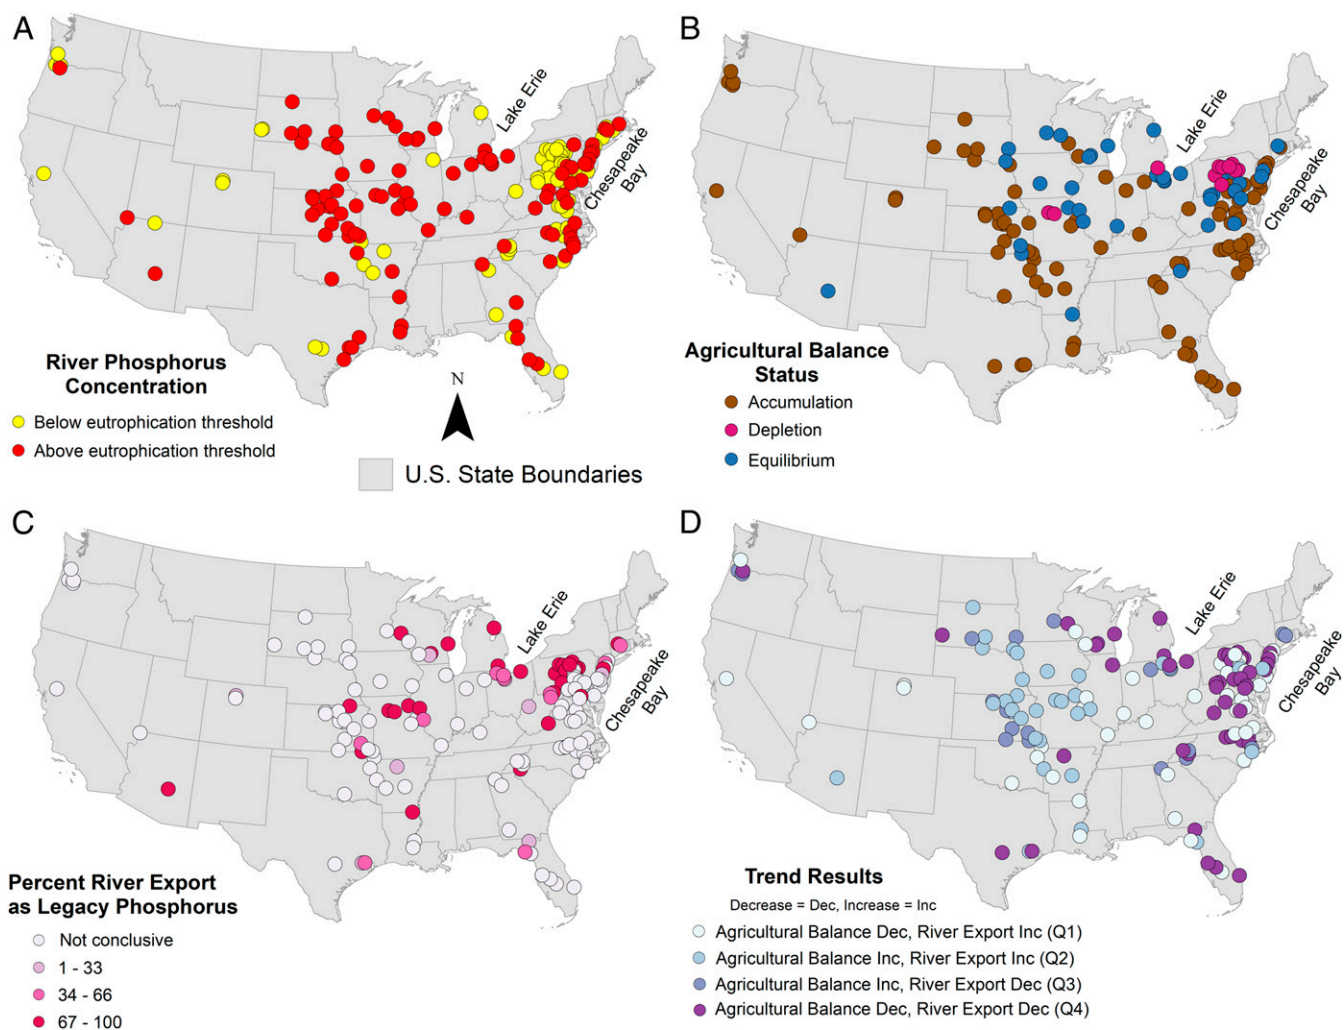 A
Lake Erie
Chesapeake
Bay
River Phosphorus
Concentration
Below eutrophication threshold
Above eutrophication threshold
N
U.S. State Boundaries
B
Lake Erie
Chesapeake
Bay
Agricultural Balance
Status
Accumulation
Depletion
Equilibrium
C
Lake Erie
Chesapeake
Bay
Percent River Export
as Legacy Phosphorus
Not conclusive
1 - 33
34 - 66
67 - 100
D
Lake Erie
Chesapeake
Bay
Trend Results
Decrease = Dec, Increase = Inc
Agricultural Balance Dec, River Export Inc (Q1)
Agricultural Balance Inc, River Export Inc (Q2)
Agricultural Balance Inc, River Export Dec (Q3)
Agricultural Balance Dec, River Export Dec (Q4)